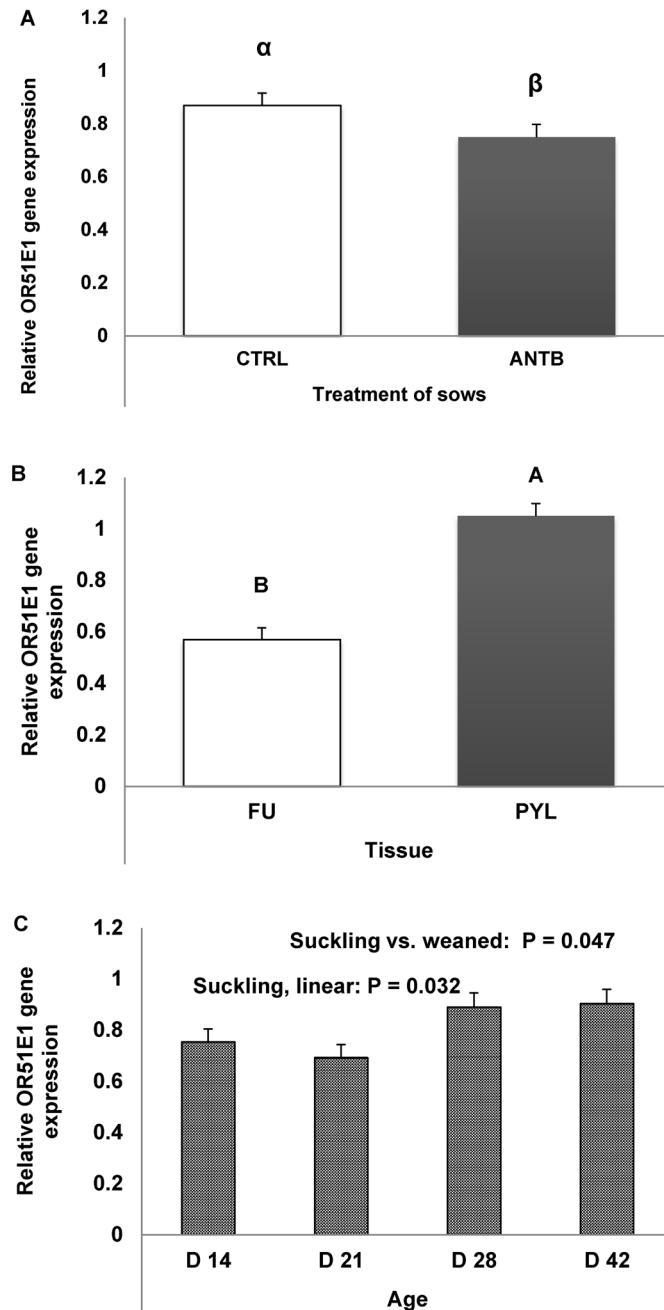 A
Relative OR51E1 gene expression
1.2
1
0.8
0.6
0.4
0.2
0
α
β
CTRL
ANTB
Treatment of sows
B
Relative OR51E1 gene
expression
1.2
1
0.8
0.6
0.4
0.2
0
B
A
FU
PYL
Tissue
C
Relative OR51E1 gene
expression
1.2
1
0.8
0.6
0.4
0.2
0
Suckling vs. weaned: P = 0.047
Suckling, linear: P = 0.032
D 14
D 21
D 28
D 42
Age